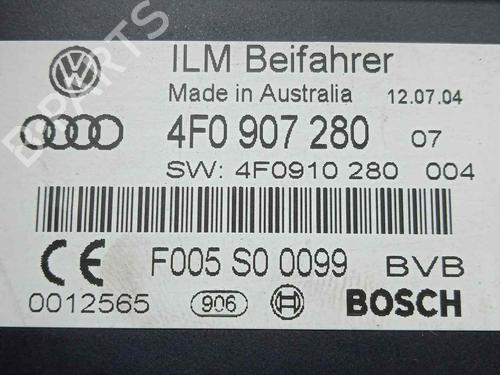 ILM Beifahrer
Made in Australia 12.07.04
4F0 907 280 07
SW: 4F0910 280 004
F005 S0 0099 BVB
0012565 906 BOSCH
B-PARTS